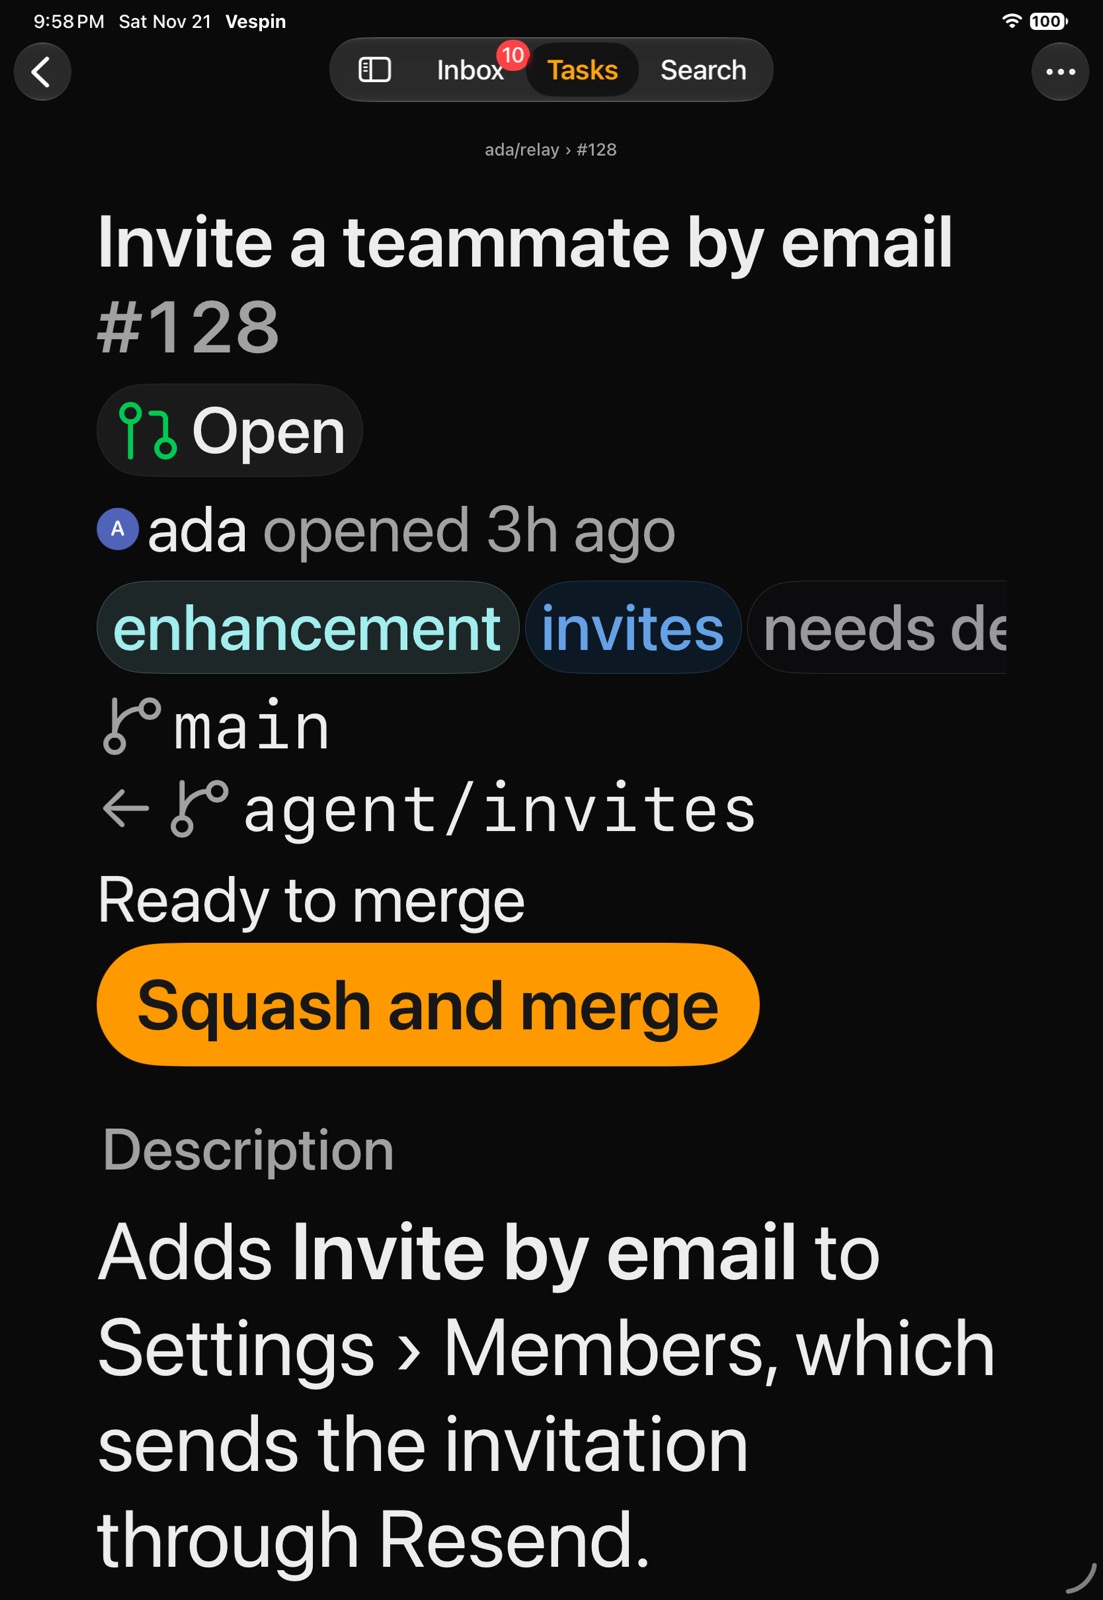 9:58 PM Sat Nov 21 Vespin
100
Inbox 10 Tasks Search
ada/relay › #128
Invite a teammate by email
#128
Open
A ada opened 3h ago
enhancement invites needs de
main
← agent/invites
Ready to merge
Squash and merge
Description
Adds Invite by email to
Settings › Members, which
sends the invitation
through Resend.